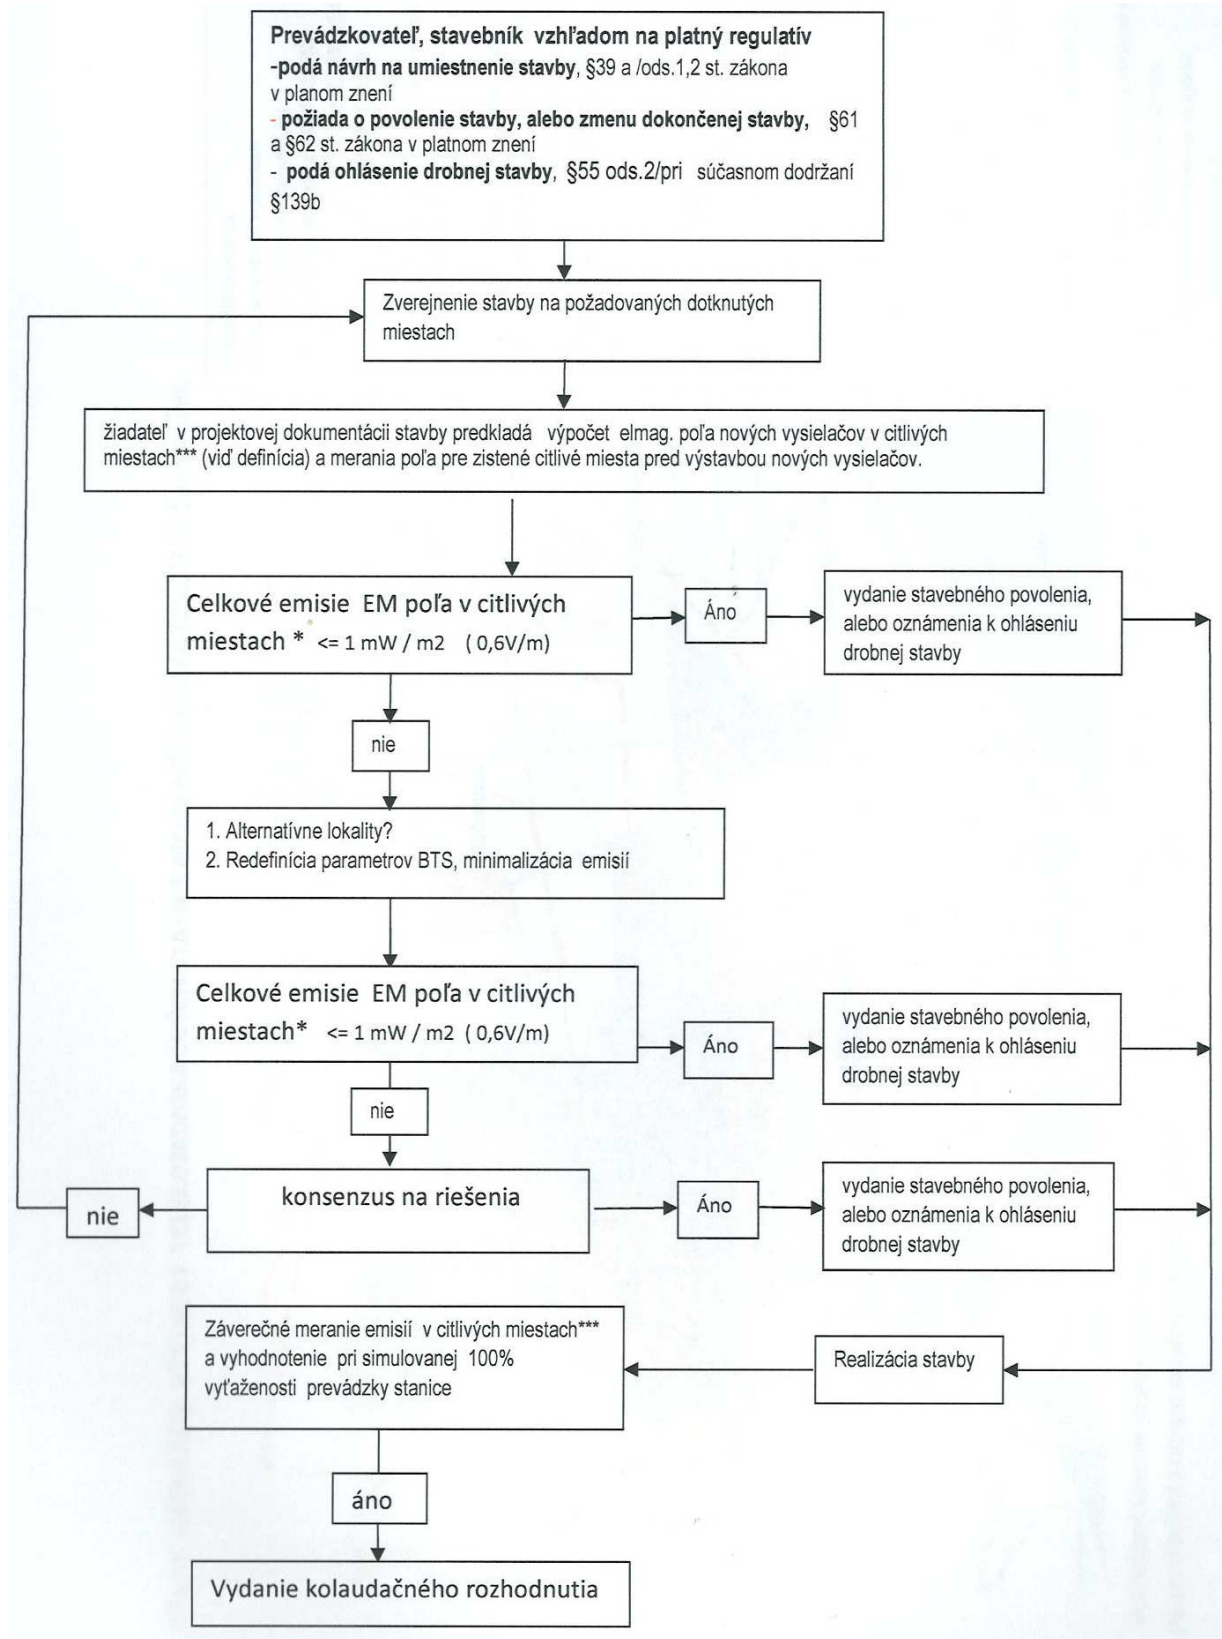 Prevádzkovateľ, stavebník vzhľadom na platný regulatív
-podá návrh na umiestnenie stavby, §39 a /ods.1,2 st. zákona
v planom znení
- požiada o povolenie stavby, alebo zmenu dokončenej stavby, §61
a §62 st. zákona v platnom znení
- podá ohlásenie drobnej stavby, §55 ods.2/pri súčasnom dodržaní
§139b
Zverejnenie stavby na požadovaných dotknutých
miestach
žiadateľ v projektovej dokumentácii stavby predkladá výpočet elmag. poľa nových vysielačov v citlivých
miestach*** (viď definícia) a merania poľa pre zistené citlivé miesta pred výstavbou nových vysielačov.
Celkové emisie EM poľa v citlivých
miestach * <= 1 mW / m2 ( 0,6V/m)
Áno
vydanie stavebného povolenia,
alebo oznámenia k ohláseniu
drobnej stavby
nie
1. Alternatívne lokality?
2. Redefinícia parametrov BTS, minimalizácia emisií
Celkové emisie EM poľa v citlivých
miestach* <= 1 mW / m2 ( 0,6V/m)
Áno
vydanie stavebného povolenia,
alebo oznámenia k ohláseniu
drobnej stavby
nie
konsenzus na riešenia
nie
Áno
vydanie stavebného povolenia,
alebo oznámenia k ohláseniu
drobnej stavby
Záverečné meranie emisií v citlivých miestach***
a vyhodnotenie pri simulovanej 100%
vyťaženosti prevádzky stanice
Realizácia stavby
áno
Vydanie kolaudačného rozhodnutia